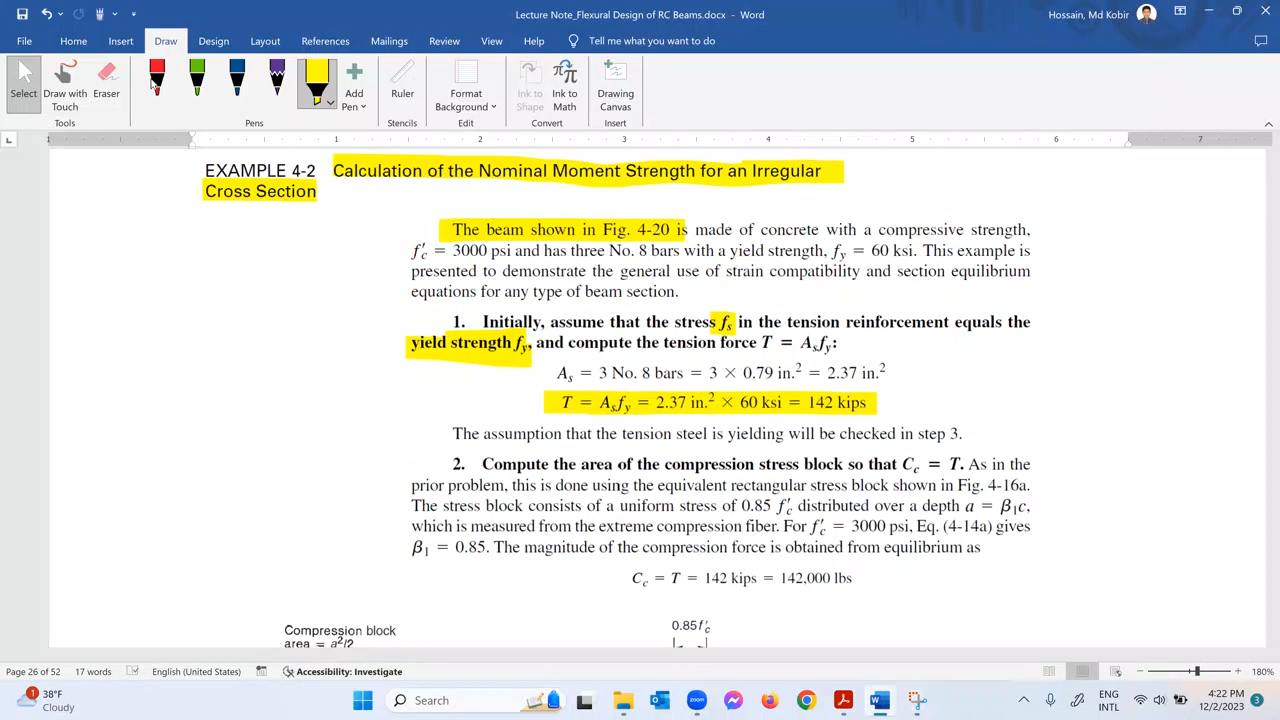 Lecture Note_Flexural Design of RC Beams.docx - Word
Hossain, Md Kobir
File Home Insert Draw Design Layout References Mailings Review View Help Tell me what you want to do
Select Draw with Touch Eraser Add Pen Ruler Format Background Ink to Shape Ink to Math Drawing Canvas
Tools Pens Stencils Edit Convert Insert
1 1 2 3 4 5 6 7
EXAMPLE 4-2 Calculation of the Nominal Moment Strength for an Irregular
Cross Section
The beam shown in Fig. 4-20 is made of concrete with a compressive strength,
f′c = 3000 psi and has three No. 8 bars with a yield strength, fy = 60 ksi. This example is
presented to demonstrate the general use of strain compatibility and section equilibrium
equations for any type of beam section.
1. Initially, assume that the stress fs in the tension reinforcement equals the
yield strength fy, and compute the tension force T = Asfy:
As = 3 No. 8 bars = 3 × 0.79 in.² = 2.37 in.²
T = Asfy = 2.37 in.² × 60 ksi = 142 kips
The assumption that the tension steel is yielding will be checked in step 3.
2. Compute the area of the compression stress block so that Cc = T. As in the
prior problem, this is done using the equivalent rectangular stress block shown in Fig. 4-16a.
The stress block consists of a uniform stress of 0.85 f′c distributed over a depth a = β1c,
which is measured from the extreme compression fiber. For f′c = 3000 psi, Eq. (4-14a) gives
β1 = 0.85. The magnitude of the compression force is obtained from equilibrium as
Cc = T = 142 kips = 142,000 lbs
0.85f′c
Compression block
area = a²/2
Page 26 of 52 17 words English (United States) Accessibility: Investigate 180%
1 38°F
Cloudy
Search
zoom
ENG
INTL
4:22 PM
12/2/2023
3